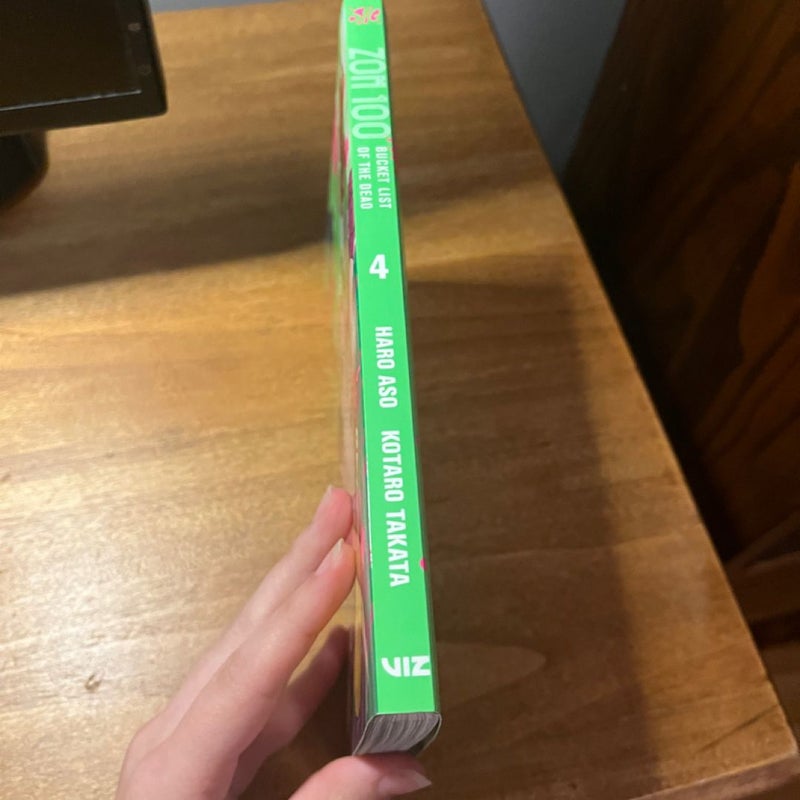 ZOM 100
BUCKET LIST
OF THE DEAD
4
HARO ASO
KOTARO TAKATA
VIZ